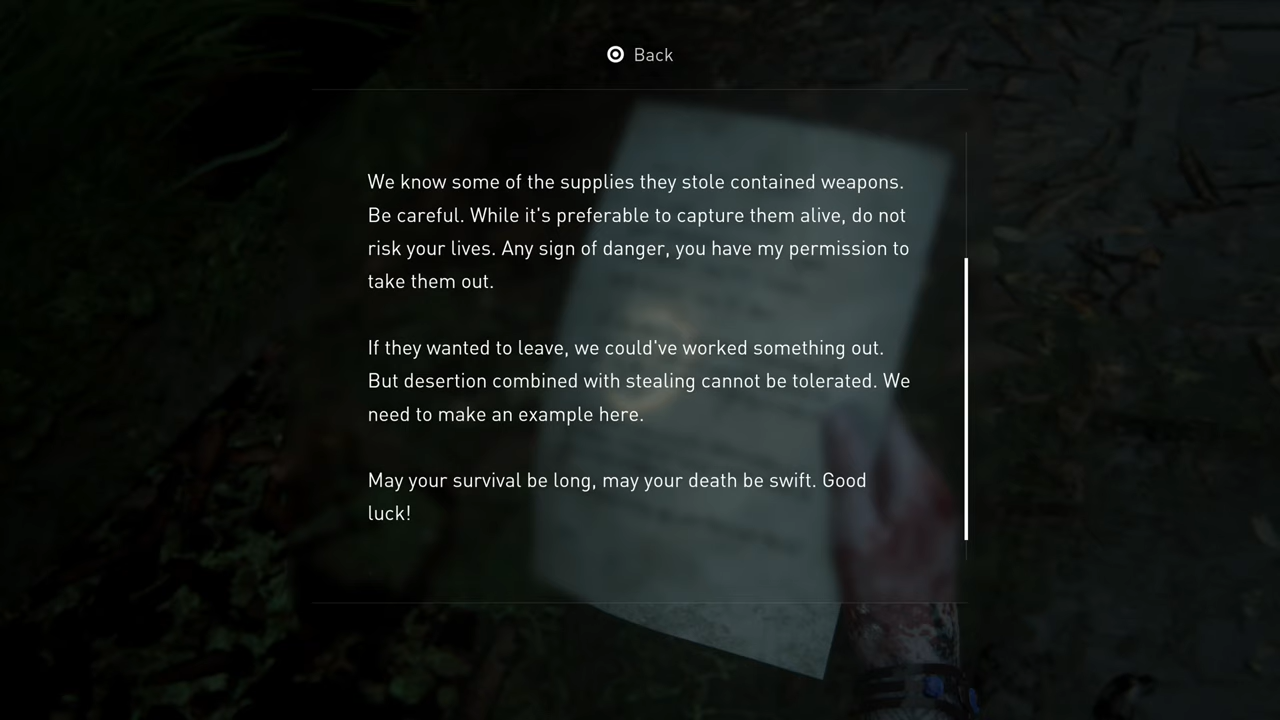 Back
We know some of the supplies they stole contained weapons.
Be careful. While it's preferable to capture them alive, do not
risk your lives. Any sign of danger, you have my permission to
take them out.
If they wanted to leave, we could've worked something out.
But desertion combined with stealing cannot be tolerated. We
need to make an example here.
May your survival be long, may your death be swift. Good
luck!